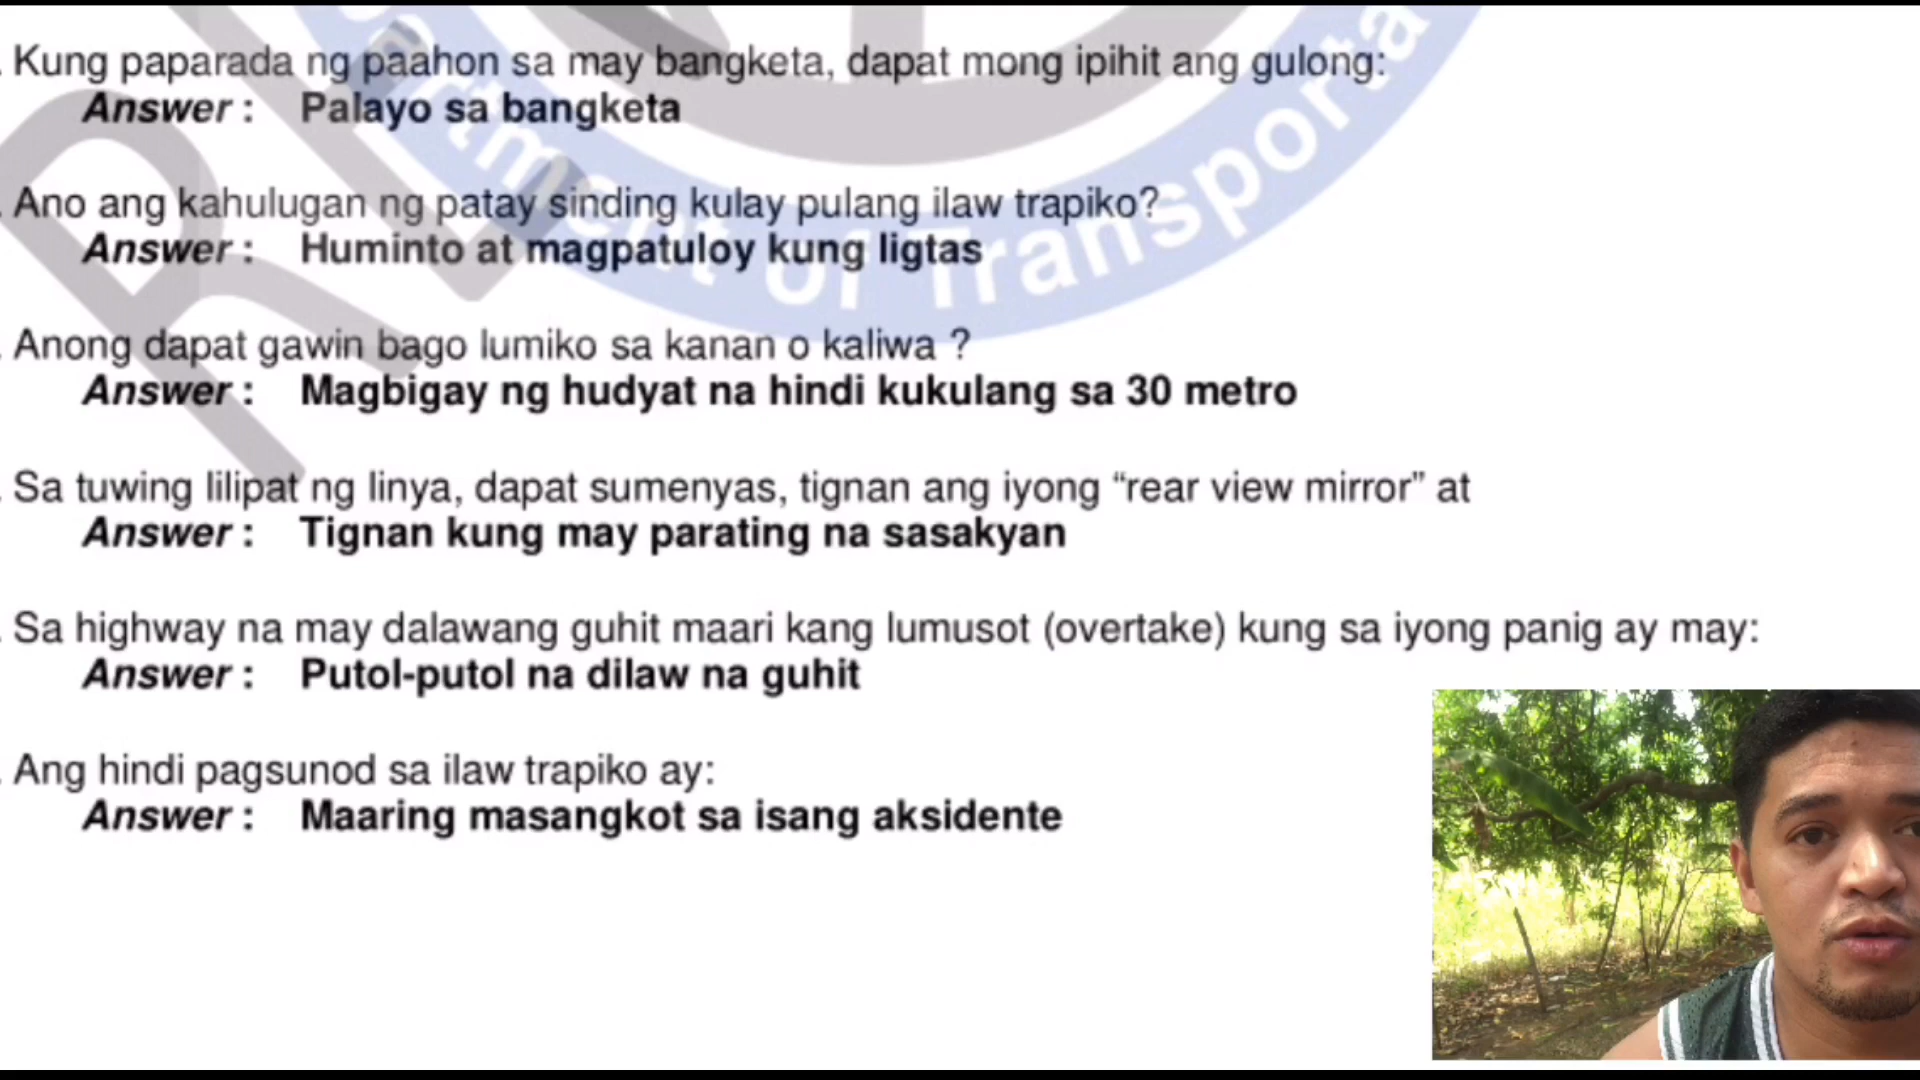 . Kung paparada ng paahon sa may bangketa, dapat mong ipihit ang gulong:
Answer : Palayo sa bangketa
. Ano ang kahulugan ng patay sinding kulay pulang ilaw trapiko?
Answer : Huminto at magpatuloy kung ligtas
. Anong dapat gawin bago lumiko sa kanan o kaliwa ?
Answer : Magbigay ng hudyat na hindi kukulang sa 30 metro
. Sa tuwing lilipat ng linya, dapat sumenyas, tignan ang iyong “rear view mirror” at
Answer : Tignan kung may parating na sasakyan
. Sa highway na may dalawang guhit maari kang lumusot (overtake) kung sa iyong panig ay may:
Answer : Putol-putol na dilaw na guhit
. Ang hindi pagsunod sa ilaw trapiko ay:
Answer : Maaring masangkot sa isang aksidente
artment of Transporta